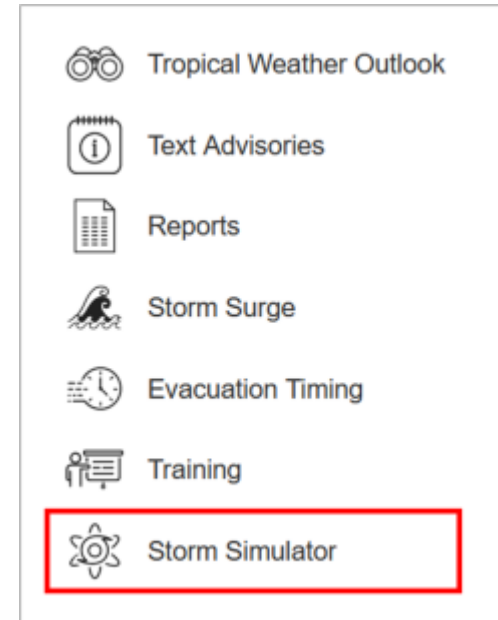 Tropical Weather Outlook
Text Advisories
Reports
Storm Surge
Evacuation Timing
Training
Storm Simulator